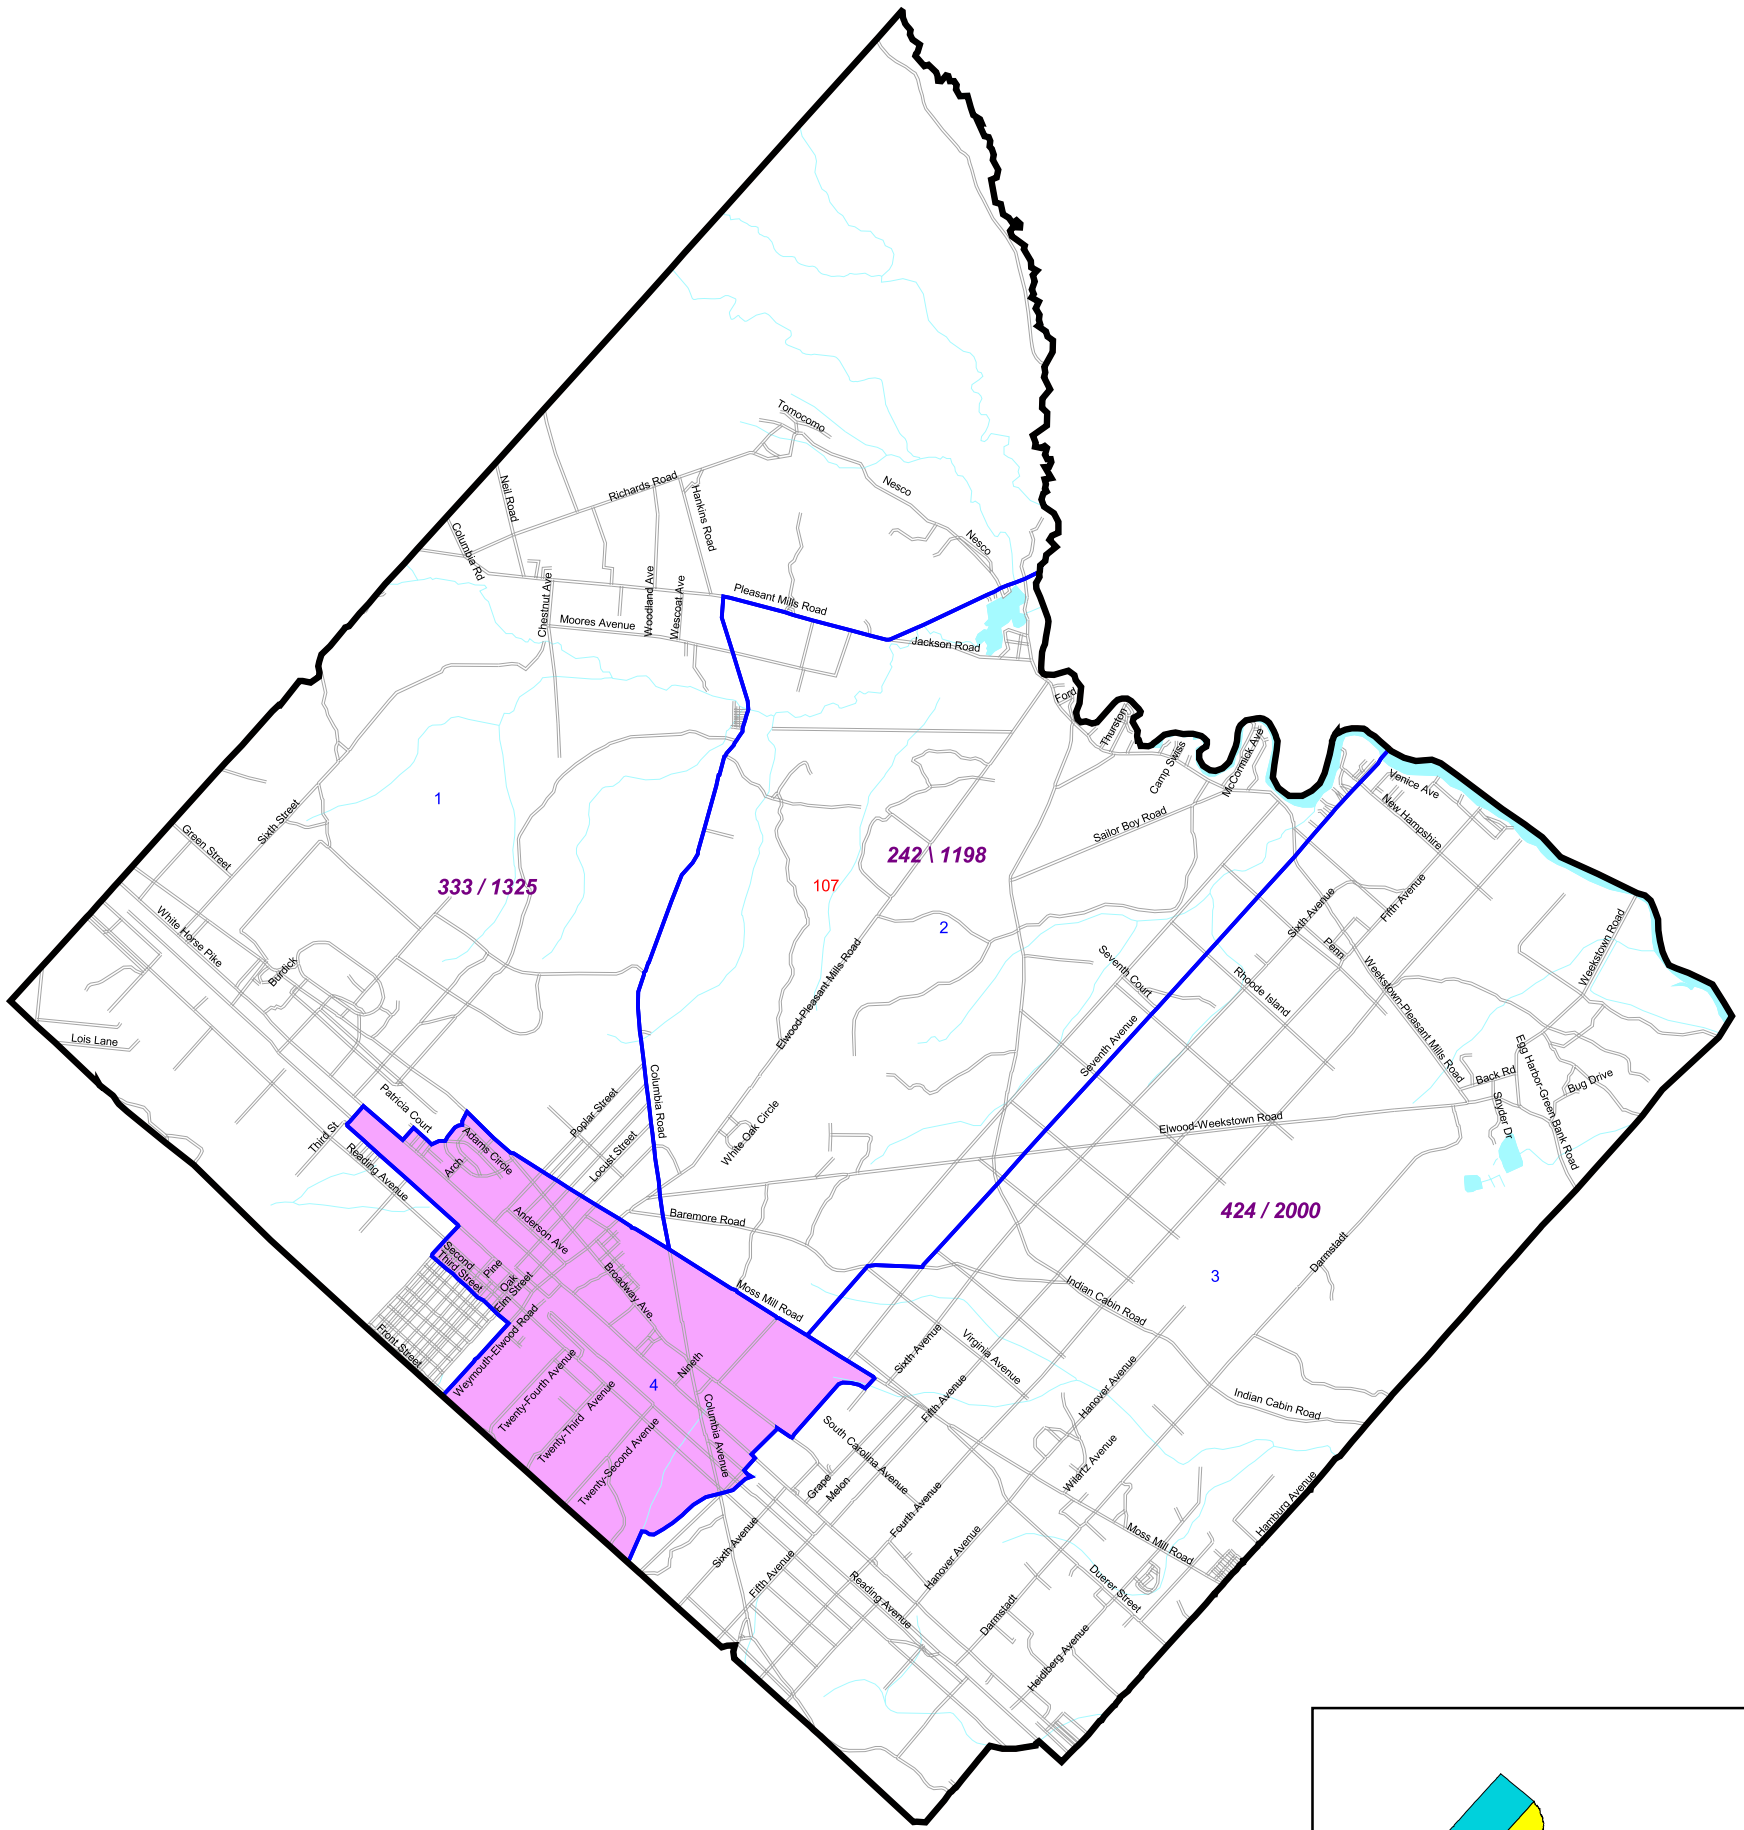 Tomocomo
Neil Road
Richards Road
Hankins Road
Nesco
Nesco
Columbia Rd
Chestnut Ave
Moores Avenue
Woodland Ave
Wescoat Ave
Pleasant Mills Road
Jackson Road
Ford
Thurston
Camp Swiss
McCormick Ave
Venice Ave
New Hampshire
Sailor Boy Road
1
Sixth Street
Green Street
333 / 1325
242 \ 1198
107
2
White Horse Pike
Burdick
Elwood-Pleasant Mills Road
Seventh Court
Seventh Avenue
Sixth Avenue
Fifth Avenue
Penn
Rhoode Island
Weekstown-Pleasant Mills Road
Weekstown Road
Lois Lane
Back Rd
Egg Harbor-Green Bank Road
Bug Drive
Snyder Dr
Elwood-Weekstown Road
Patricia Court
Third St
Reading Avenue
Adams Circle
Arch
Poplar Street
Locust Street
Columbia Road
White Oak Circle
Baremore Road
424 / 2000
Anderson Ave
Second
Third Street
Pine
Oak
Elm Street
Broadway Ave
Moss Mill Road
Indian Cabin Road
3
Darmstadt
Front Street
Weymouth-Elwood Road
Twenty-Fourth Avenue
Twenty-Third Avenue
Twenty-Second Avenue
4
Nineth
Columbia Avenue
Sixth Avenue
Virginia Avenue
Fifth Avenue
Hanover Avenue
Indian Cabin Road
South Carolina Avenue
Grape
Melon
Wilartz Avenue
Fourth Avenue
Hamburg Avenue
Moss Mill Road
Sixth Avenue
Fifth Avenue
Hanover Avenue
Reading Avenue
Duerer Street
Darmstadt
Heidlberg Avenue